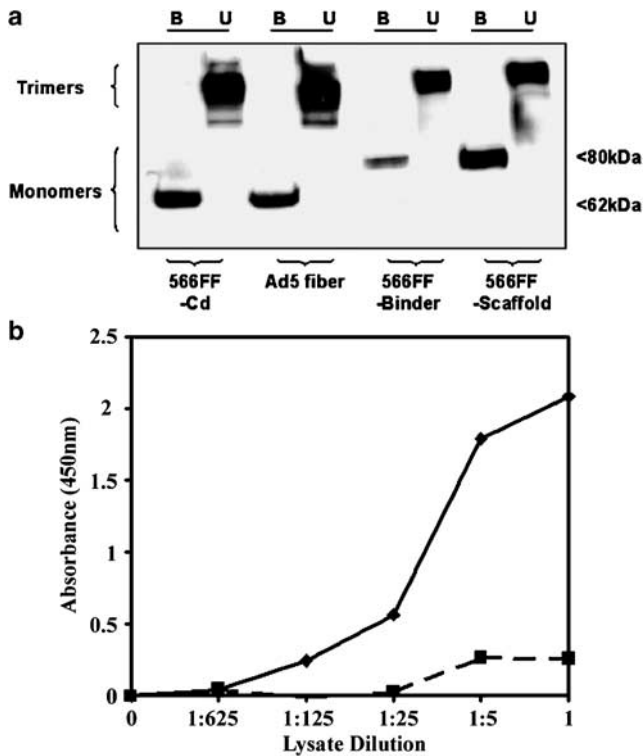 a
B U B U B U B U
Trimers
Monomers
<80kDa
<62kDa
566FF
-Cd
Ad5 fiber
566FF
-Binder
566FF
-Scaffold
b
2.5
2
1.5
1
0.5
0
Absorbance (450nm)
0 1:625 1:125 1:25 1:5 1
Lysate Dilution